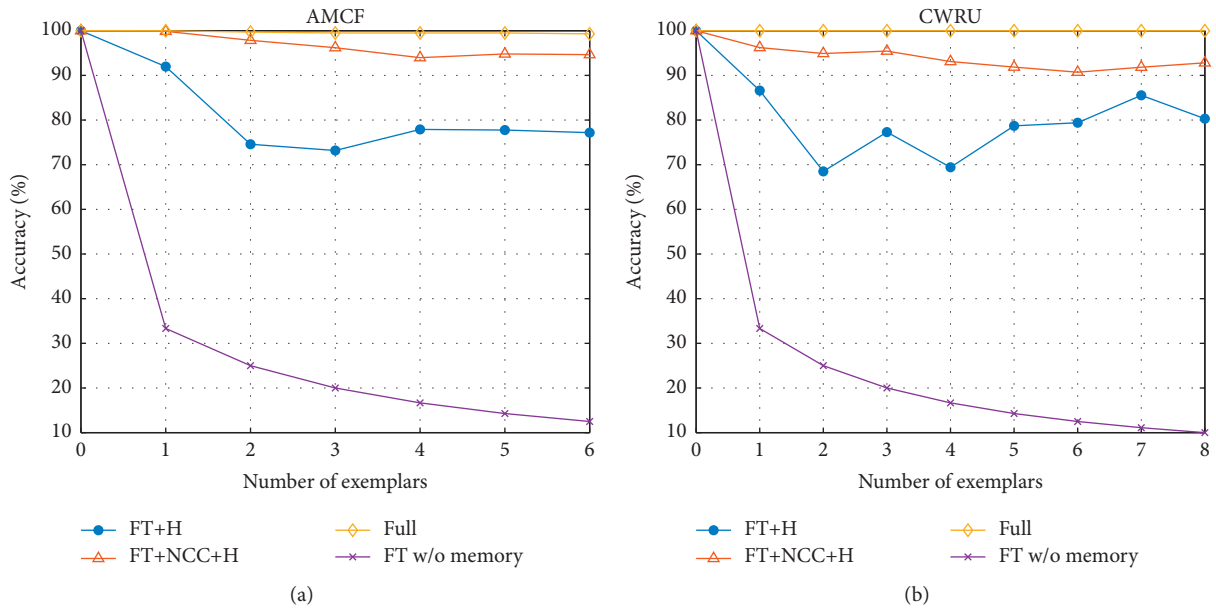 AMCF
100
90
80
70
60
50
40
30
20
10
0 1 2 3 4 5 6
Accuracy (%)
Number of exemplars
FT+H
FT+NCC+H
Full
FT w/o memory
(a)
CWRU
100
90
80
70
60
50
40
30
20
10
0 1 2 3 4 5 6 7 8
Accuracy (%)
Number of exemplars
FT+H
FT+NCC+H
Full
FT w/o memory
(b)